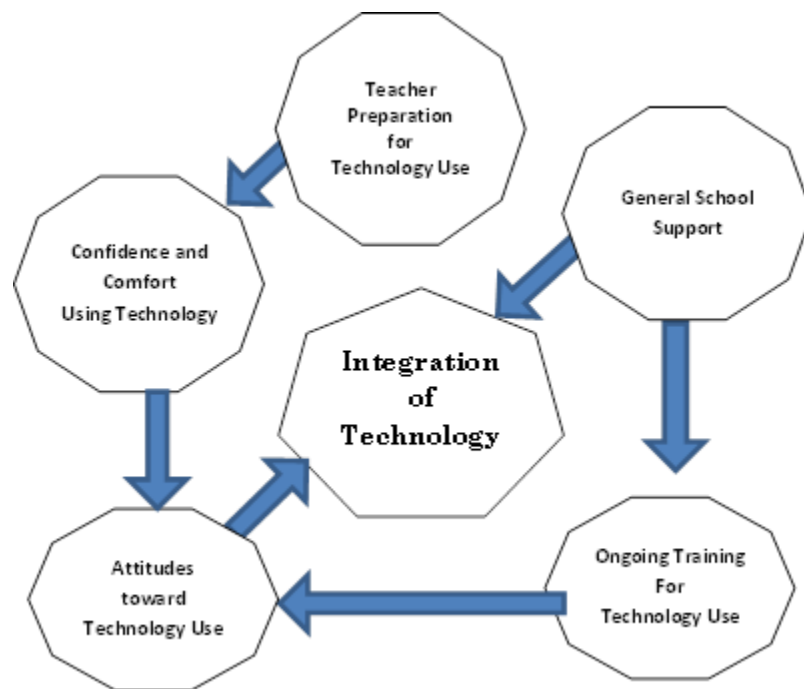 Teacher
Preparation
for
Technology Use
General School
Support
Confidence and
Comfort
Using Technology
Integration
of
Technology
Attitudes
toward
Technology Use
Ongoing Training
For
Technology Use